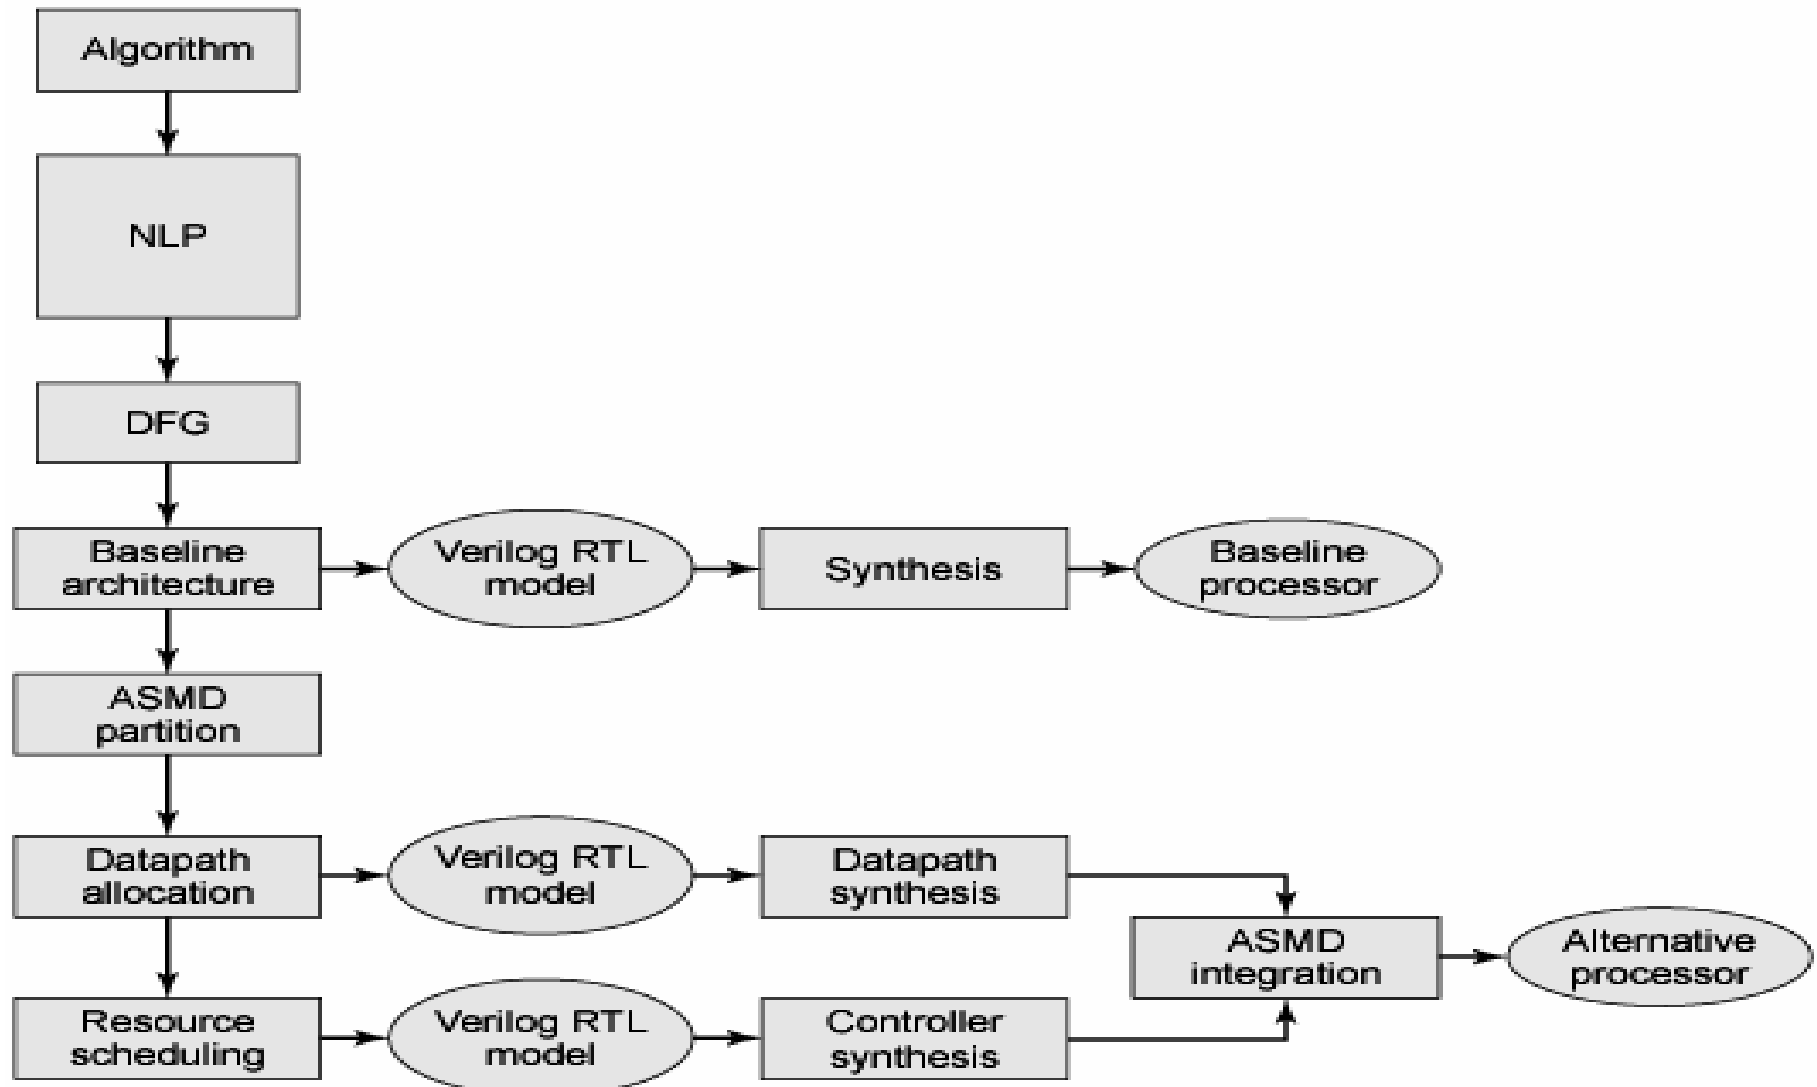 Algorithm
NLP
DFG
Baseline
architecture
Verilog RTL
model
Synthesis
Baseline
processor
ASMD
partition
Datapath
allocation
Verilog RTL
model
Datapath
synthesis
ASMD
integration
Alternative
processor
Resource
scheduling
Verilog RTL
model
Controller
synthesis